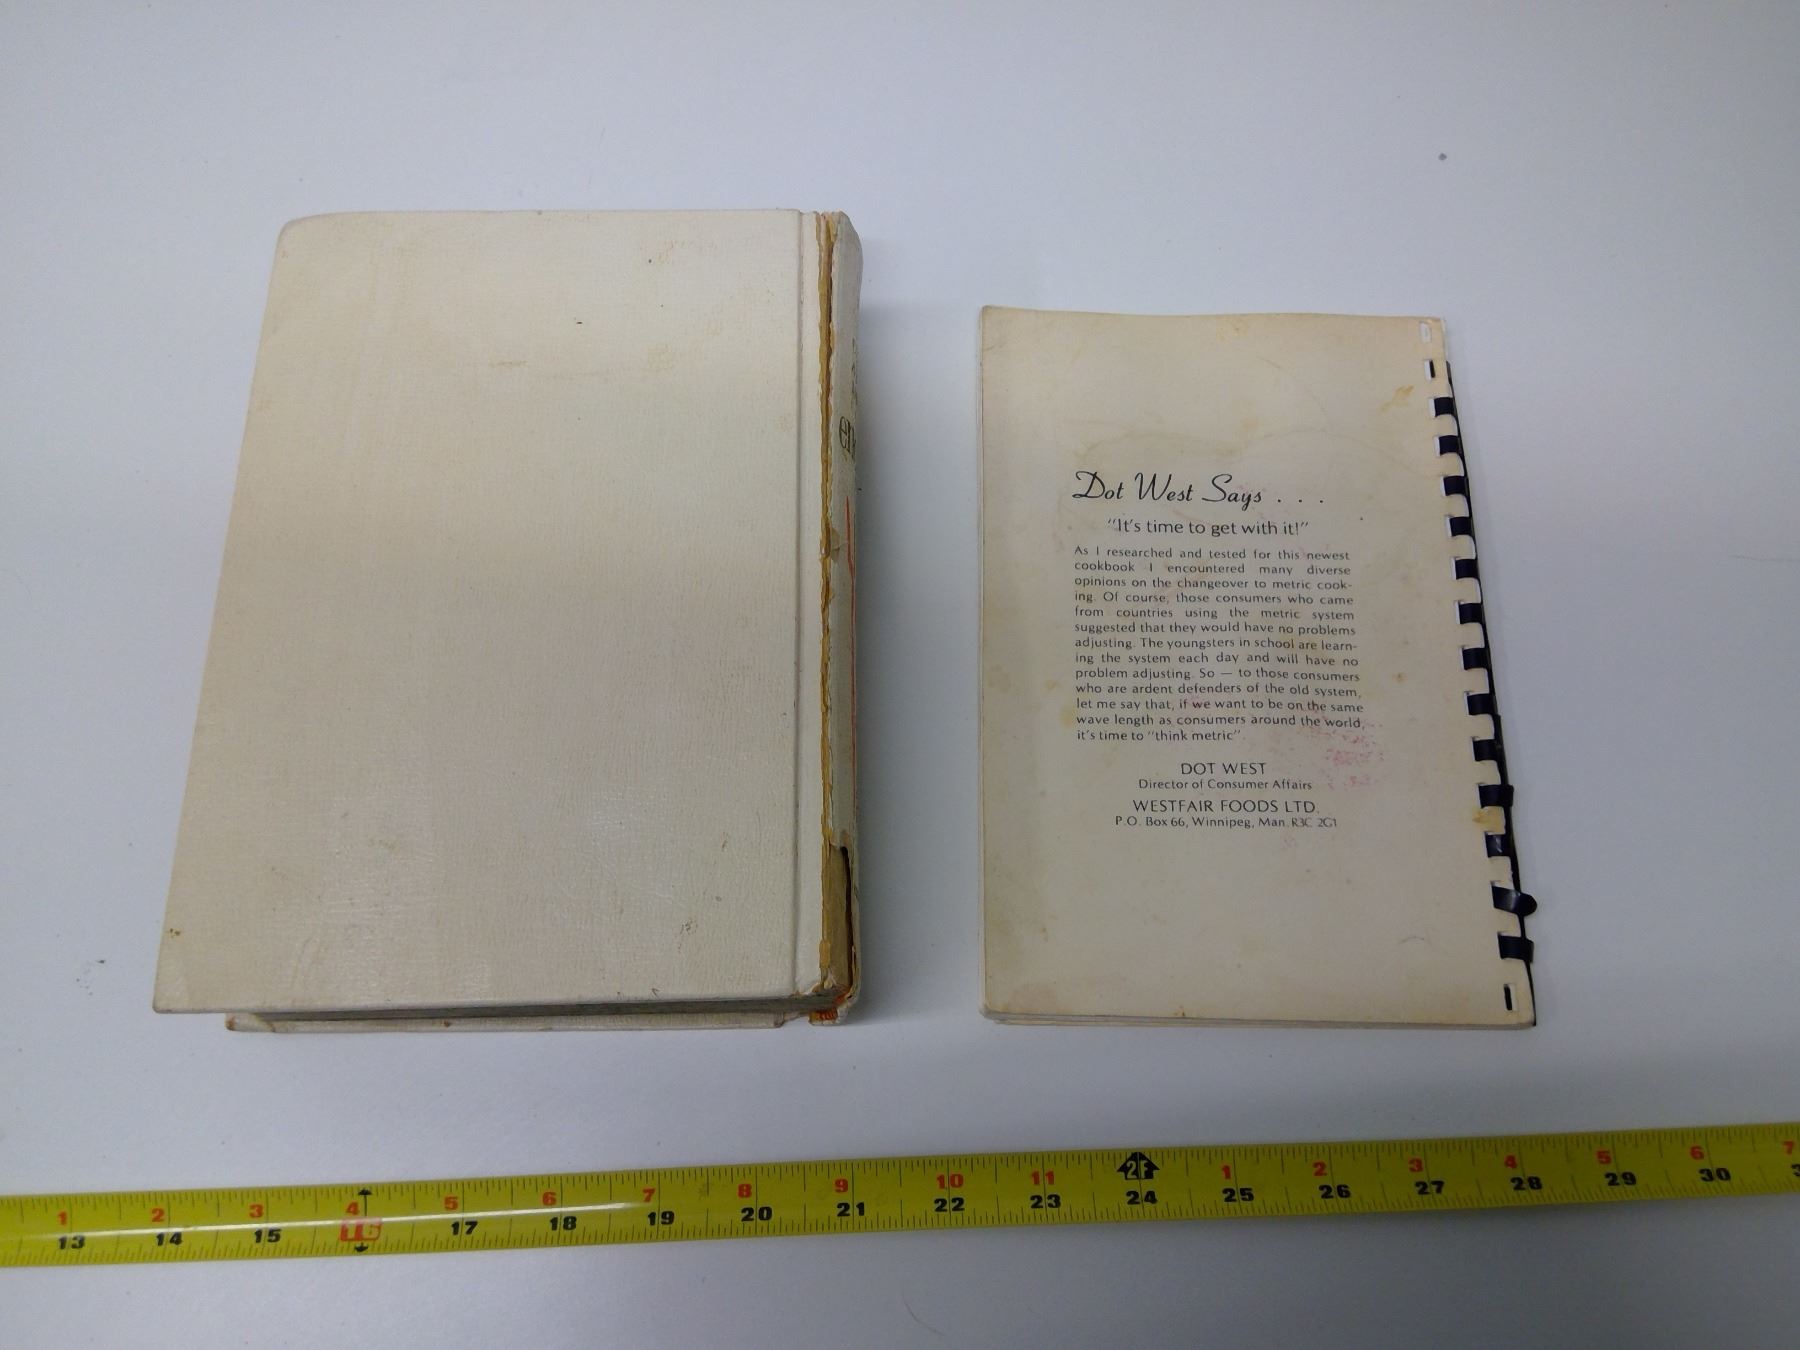 en
Dot West Says . . .
"It's time to get with it!"
As I researched and tested for this newest
cookbook I encountered many diverse
opinions on the changeover to metric cook-
ing. Of course, those consumers who came
from countries using the metric system
suggested that they would have no problems
adjusting. The youngsters in school are learn-
ing the system each day and will have no
problem adjusting. So — to those consumers
who are ardent defenders of the old system,
let me say that, if we want to be on the same
wave length as consumers around the world,
it's time to "think metric".
DOT WEST
Director of Consumer Affairs
WESTFAIR FOODS LTD.
P.O. Box 66, Winnipeg, Man. R3C 2G1
1 2 3 4 5 6 7 8 9 10 11 2F 1 2 3 4 5 6 7
13 14 15 16 17 18 19 20 21 22 23 24 25 26 27 28 29 30